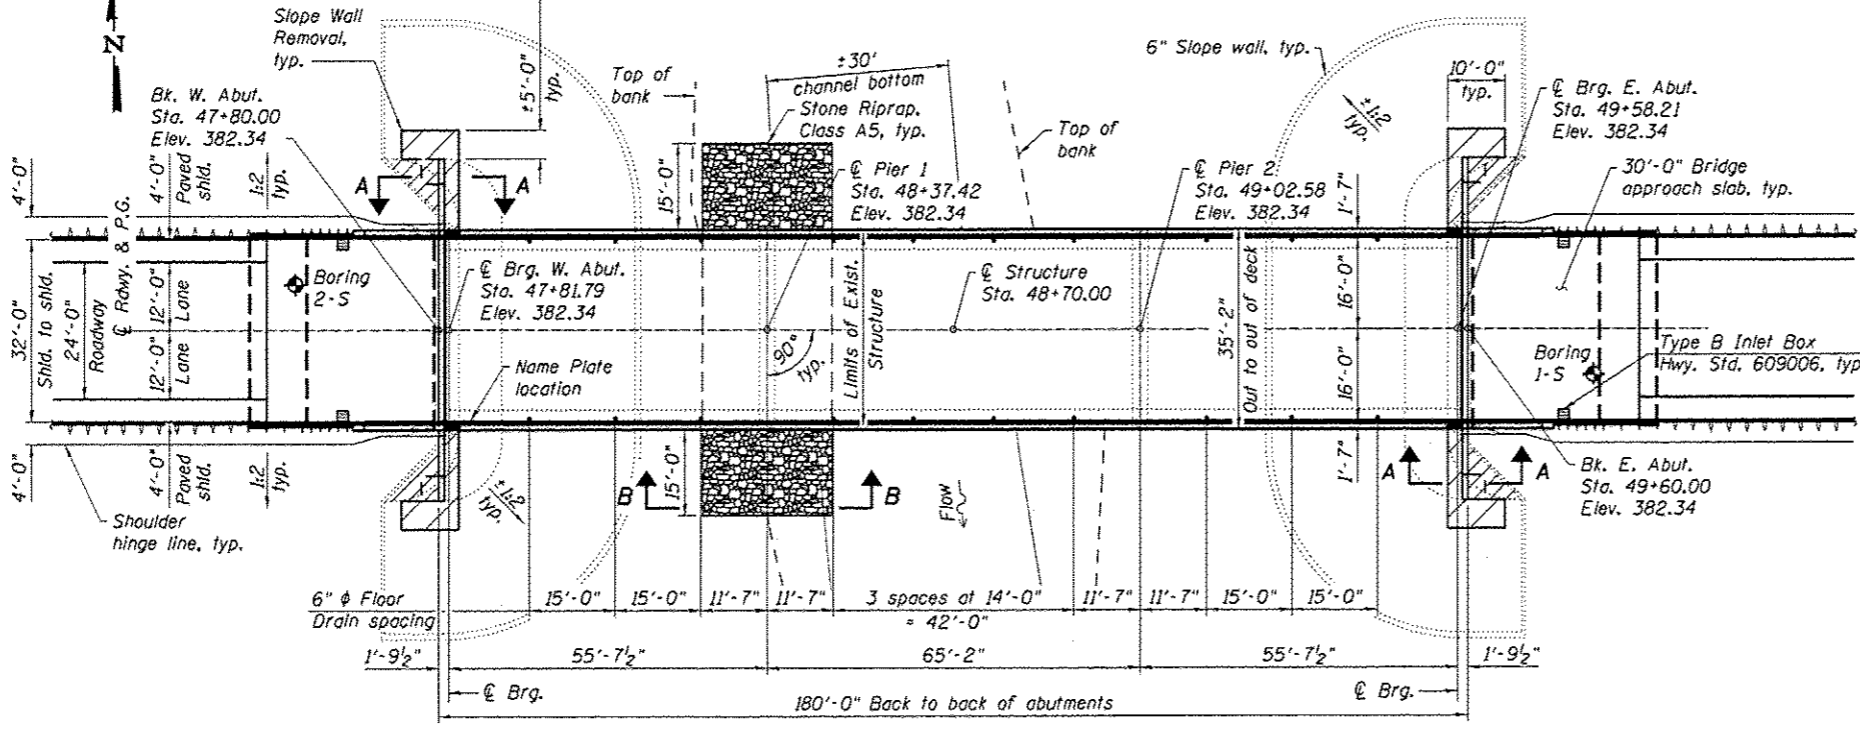 N
Slope Wall
Removal,
typ.
Bk. W. Abut.
Sta. 47+80.00
Elev. 382.34
±5'-0"
typ.
Top of
bank
±30'
channel bottom
Stone Riprap,
Class A5, typ.
6" Slope wall, typ.
10'-0"
typ.
℄ Brg. E. Abut.
Sta. 49+58.21
Elev. 382.34
±1:2
typ.
Top of
bank
4'-0"
4'-0"
Paved
shld.
1:2
typ.
A
A
15'-0"
℄ Pier 1
Sta. 48+37.42
Elev. 382.34
℄ Pier 2
Sta. 49+02.58
Elev. 382.34
1'-7"
30'-0" Bridge
approach slab, typ.
32'-0"
Shld. to shld.
24'-0"
Roadway
℄ Rdwy. & P.G.
12'-0"
Lane
12'-0"
Lane
Boring
2-S
℄ Brg. W. Abut.
Sta. 47+81.79
Elev. 382.34
90°
typ.
Limits of Exist.
Structure
℄ Structure
Sta. 48+70.00
35'-2"
Out to out of deck
16'-0"
16'-0"
Boring
1-S
Type B Inlet Box
Hwy. Std. 609006, typ
Name Plate
location
4'-0"
4'-0"
Paved
shld.
1:2
typ.
Shoulder
hinge line, typ.
±1:2
typ.
B
15'-0"
B
Flow
1'-7"
A
A
Bk. E. Abut.
Sta. 49+60.00
Elev. 382.34
6" ϕ Floor
Drain spacing
15'-0"
15'-0"
11'-7"
11'-7"
3 spaces at 14'-0"
= 42'-0"
11'-7"
11'-7"
15'-0"
15'-0"
1'-9½"
55'-7½"
65'-2"
55'-7½"
1'-9½"
℄ Brg.
℄ Brg.
180'-0" Back to back of abutments